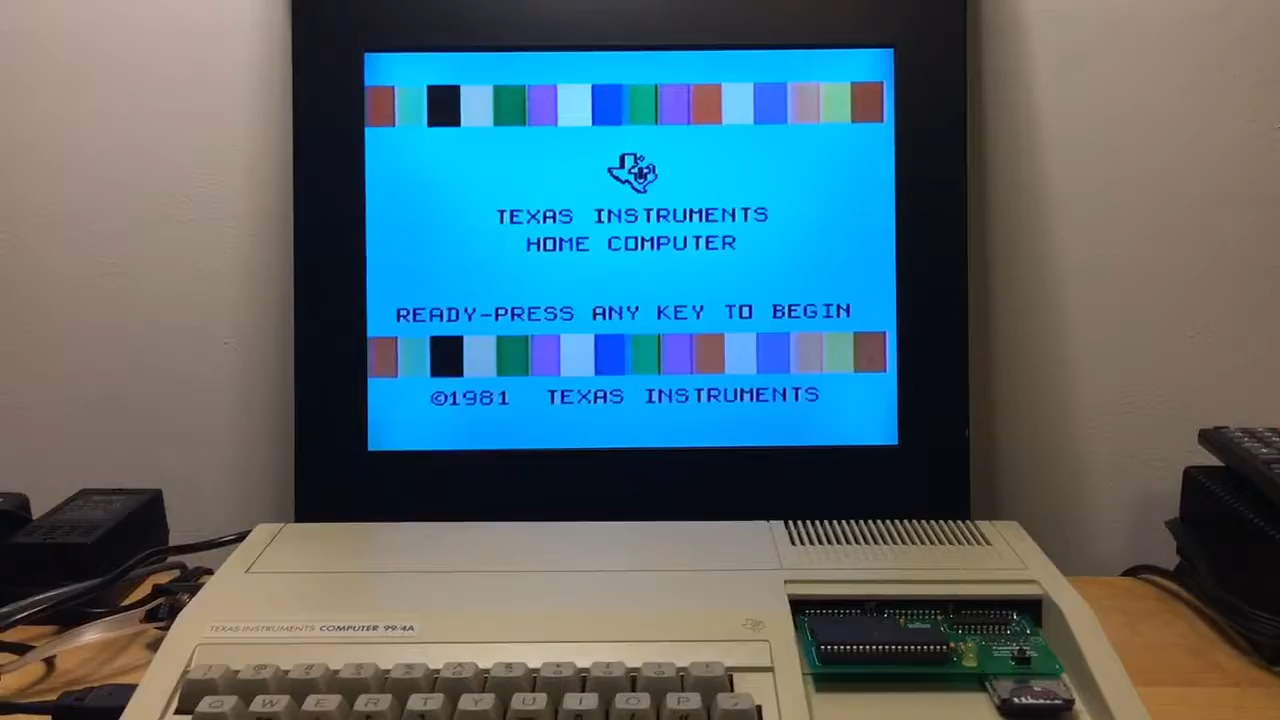 TEXAS INSTRUMENTS
HOME COMPUTER
READY-PRESS ANY KEY TO BEGIN
©1981 TEXAS INSTRUMENTS
TEXAS INSTRUMENTS COMPUTER 99/4A
Q W E R T Y U I O P